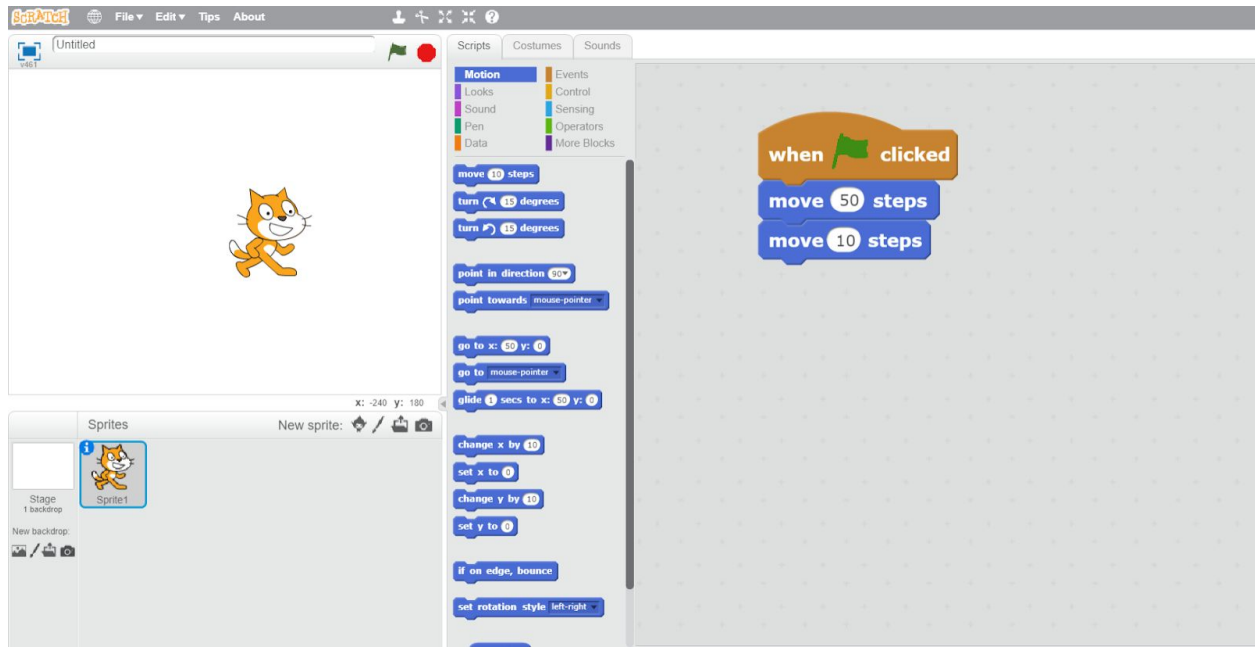 SCRATCH File Edit Tips About
Untitled
v461
x: -240 y: 180
Sprites New sprite:
Stage
1 backdrop
New backdrop:
Sprite1
Scripts Costumes Sounds
Motion Events
Looks Control
Sound Sensing
Pen Operators
Data More Blocks
move 10 steps
turn 15 degrees
turn 15 degrees
point in direction 90
point towards mouse-pointer
go to x: 50 y: 0
go to mouse-pointer
glide 1 secs to x: 50 y: 0
change x by 10
set x to 0
change y by 10
set y to 0
if on edge, bounce
set rotation style left-right
when clicked
move 50 steps
move 10 steps